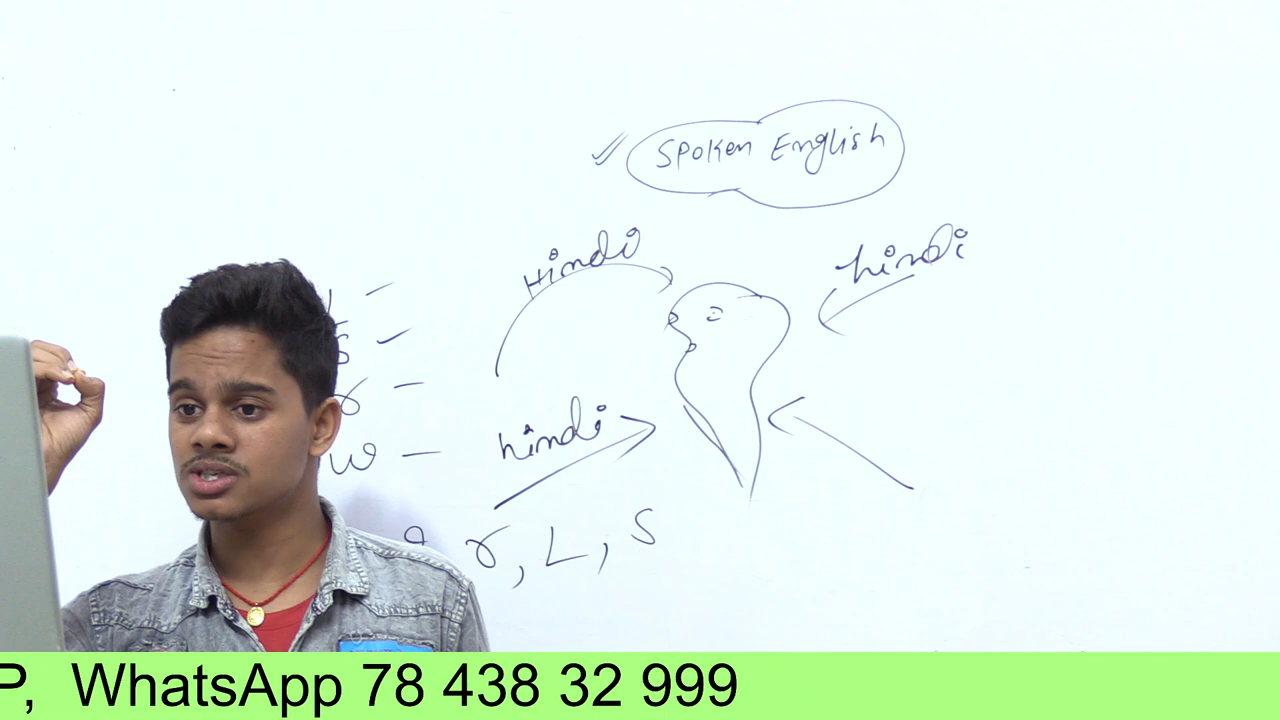 Spoken English
Hindi
hindi
L -
S -
r -
w -
hindi
r, L, S
P, WhatsApp 78 438 32 999